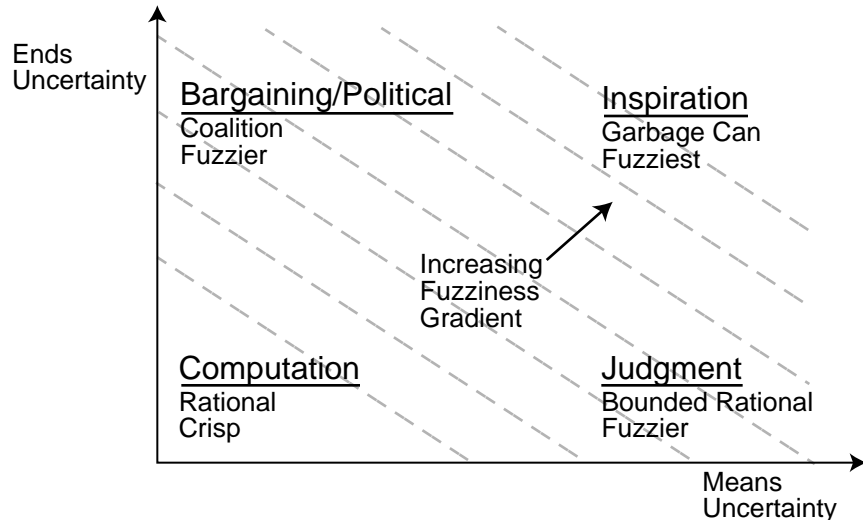 Ends
Uncertainty
Bargaining/Political
Coalition
Fuzzier
Inspiration
Garbage Can
Fuzziest
Increasing
Fuzziness
Gradient
Computation
Rational
Crisp
Judgment
Bounded Rational
Fuzzier
Means
Uncertainty